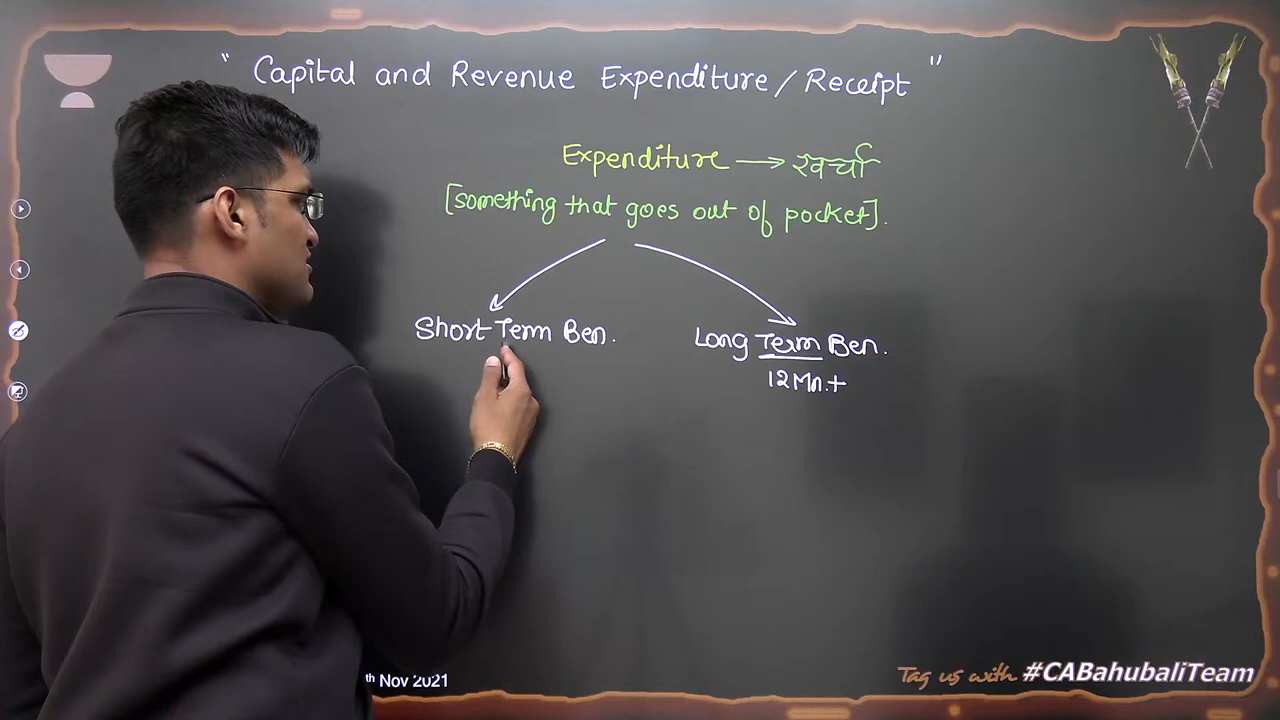 " Capital and Revenue Expenditure / Receipt "
Expenditure → खर्चा
[something that goes out of pocket].
Short Term Ben.
Long Term Ben.
12 Mn.+
th Nov 2021
Tag us with #CABahubaliTeam